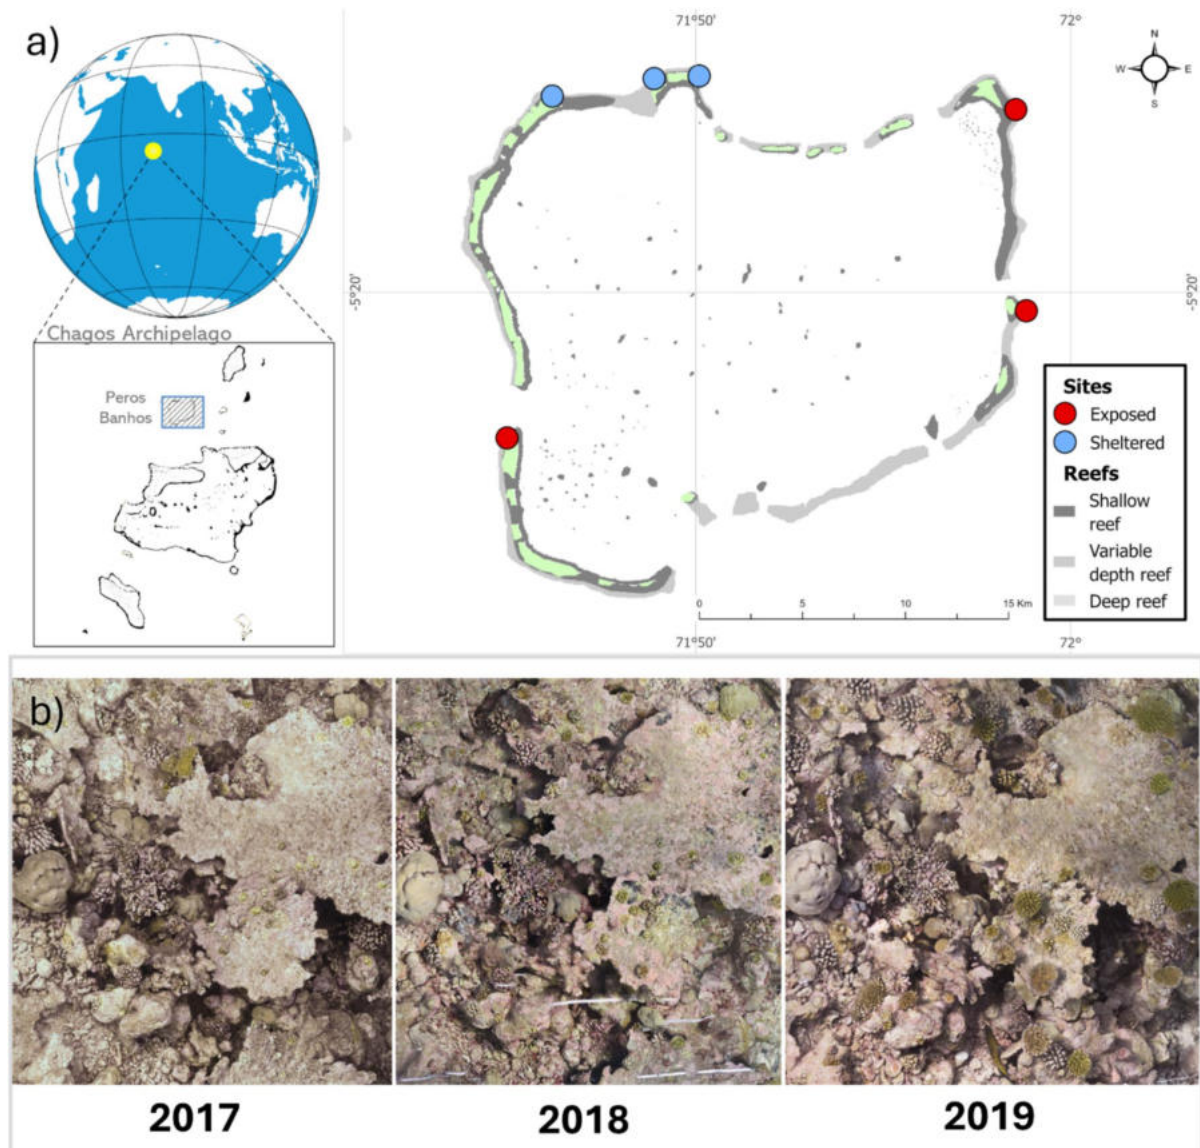 a)
Chagos Archipelago
Peros
Banhos
71°50'
72°
N
W
E
S
-5°20'
-5°20'
Sites
Exposed
Sheltered
Reefs
Shallow
reef
Variable
depth reef
Deep reef
0
5
10
15 Km
71°50'
72°
b)
2017
2018
2019